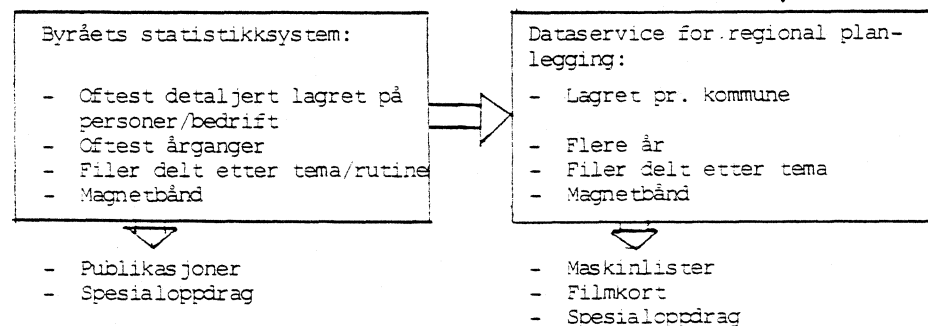 Byråets statistikksystem:
- Oftest detaljert lagret på
personer/bedrift
- Oftest årganger
- Filer delt etter tema/rutine
- Magnetbånd
- Publikasjoner
- Spesialoppdrag
Dataservice for regional plan-
legging:
- Lagret pr. kommune
- Flere år
- Filer delt etter tema
- Magnetbånd
- Maskinlister
- Filmkort
- Spesialoppdrag